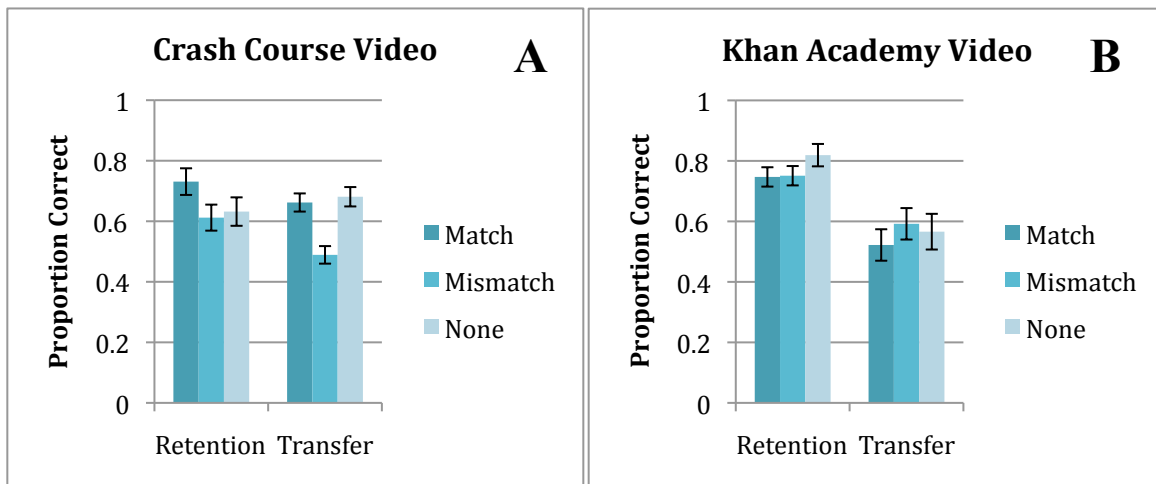 Crash Course Video
A
Proportion Correct
1
0.8
0.6
0.4
0.2
0
Retention Transfer
Match
Mismatch
None
Khan Academy Video
B
Proportion Correct
1
0.8
0.6
0.4
0.2
0
Retention Transfer
Match
Mismatch
None